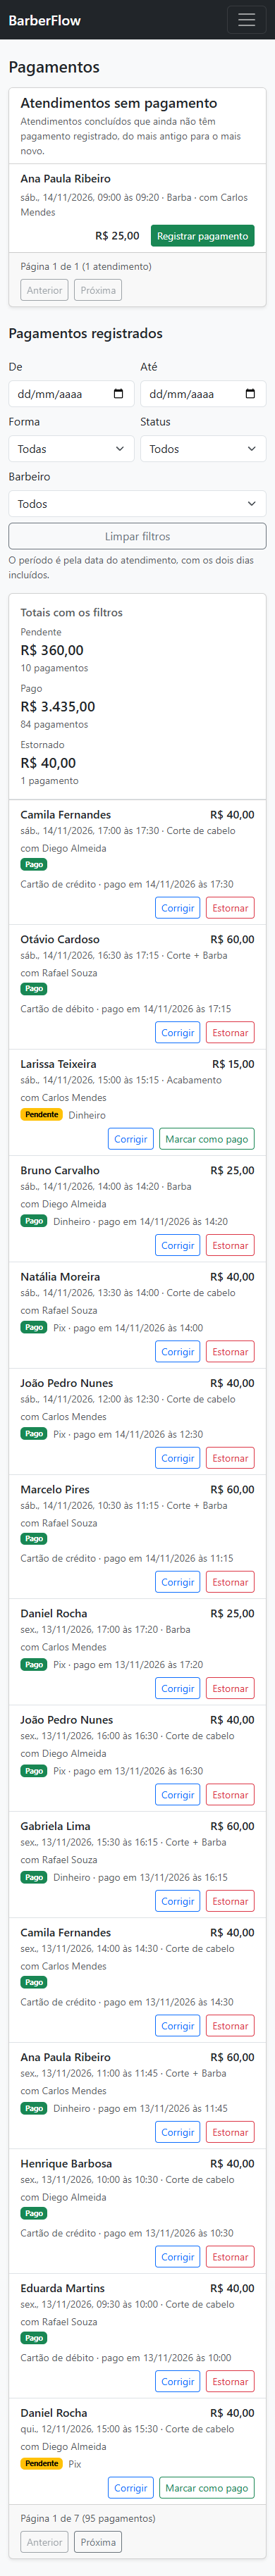 BarberFlow
Pagamentos
Atendimentos sem pagamento
Atendimentos concluídos que ainda não têm
pagamento registrado, do mais antigo para o mais
novo.
Ana Paula Ribeiro
sáb., 14/11/2026, 09:00 às 09:20 · Barba · com Carlos
Mendes
R$ 25,00 Registrar pagamento
Página 1 de 1 (1 atendimento)
Anterior Próxima
Pagamentos registrados
De Até
dd/mm/aaaa dd/mm/aaaa
Forma Status
Todas Todos
Barbeiro
Todos
Limpar filtros
O período é pela data do atendimento, com os dois dias
incluídos.
Totais com os filtros
Pendente
R$ 360,00
10 pagamentos
Pago
R$ 3.435,00
84 pagamentos
Estornado
R$ 40,00
1 pagamento
Camila Fernandes R$ 40,00
sáb., 14/11/2026, 17:00 às 17:30 · Corte de cabelo
com Diego Almeida
Pago
Cartão de crédito · pago em 14/11/2026 às 17:30
Corrigir Estornar
Otávio Cardoso R$ 60,00
sáb., 14/11/2026, 16:30 às 17:15 · Corte + Barba
com Rafael Souza
Pago
Cartão de débito · pago em 14/11/2026 às 17:15
Corrigir Estornar
Larissa Teixeira R$ 15,00
sáb., 14/11/2026, 15:00 às 15:15 · Acabamento
com Carlos Mendes
Pendente Dinheiro
Corrigir Marcar como pago
Bruno Carvalho R$ 25,00
sáb., 14/11/2026, 14:00 às 14:20 · Barba
com Diego Almeida
Pago Dinheiro · pago em 14/11/2026 às 14:20
Corrigir Estornar
Natália Moreira R$ 40,00
sáb., 14/11/2026, 13:30 às 14:00 · Corte de cabelo
com Rafael Souza
Pago Pix · pago em 14/11/2026 às 14:00
Corrigir Estornar
João Pedro Nunes R$ 40,00
sáb., 14/11/2026, 12:00 às 12:30 · Corte de cabelo
com Carlos Mendes
Pago Pix · pago em 14/11/2026 às 12:30
Corrigir Estornar
Marcelo Pires R$ 60,00
sáb., 14/11/2026, 10:30 às 11:15 · Corte + Barba
com Rafael Souza
Pago
Cartão de crédito · pago em 14/11/2026 às 11:15
Corrigir Estornar
Daniel Rocha R$ 25,00
sex., 13/11/2026, 17:00 às 17:20 · Barba
com Carlos Mendes
Pago Pix · pago em 13/11/2026 às 17:20
Corrigir Estornar
João Pedro Nunes R$ 40,00
sex., 13/11/2026, 16:00 às 16:30 · Corte de cabelo
com Diego Almeida
Pago Pix · pago em 13/11/2026 às 16:30
Corrigir Estornar
Gabriela Lima R$ 60,00
sex., 13/11/2026, 15:30 às 16:15 · Corte + Barba
com Rafael Souza
Pago Dinheiro · pago em 13/11/2026 às 16:15
Corrigir Estornar
Camila Fernandes R$ 40,00
sex., 13/11/2026, 14:00 às 14:30 · Corte de cabelo
com Carlos Mendes
Pago
Cartão de crédito · pago em 13/11/2026 às 14:30
Corrigir Estornar
Ana Paula Ribeiro R$ 60,00
sex., 13/11/2026, 11:00 às 11:45 · Corte + Barba
com Carlos Mendes
Pago Dinheiro · pago em 13/11/2026 às 11:45
Corrigir Estornar
Henrique Barbosa R$ 40,00
sex., 13/11/2026, 10:00 às 10:30 · Corte de cabelo
com Diego Almeida
Pago
Cartão de crédito · pago em 13/11/2026 às 10:30
Corrigir Estornar
Eduarda Martins R$ 40,00
sex., 13/11/2026, 09:30 às 10:00 · Corte de cabelo
com Rafael Souza
Pago
Cartão de débito · pago em 13/11/2026 às 10:00
Corrigir Estornar
Daniel Rocha R$ 40,00
qui., 12/11/2026, 15:00 às 15:30 · Corte de cabelo
com Diego Almeida
Pendente Pix
Corrigir Marcar como pago
Página 1 de 7 (95 pagamentos)
Anterior Próxima